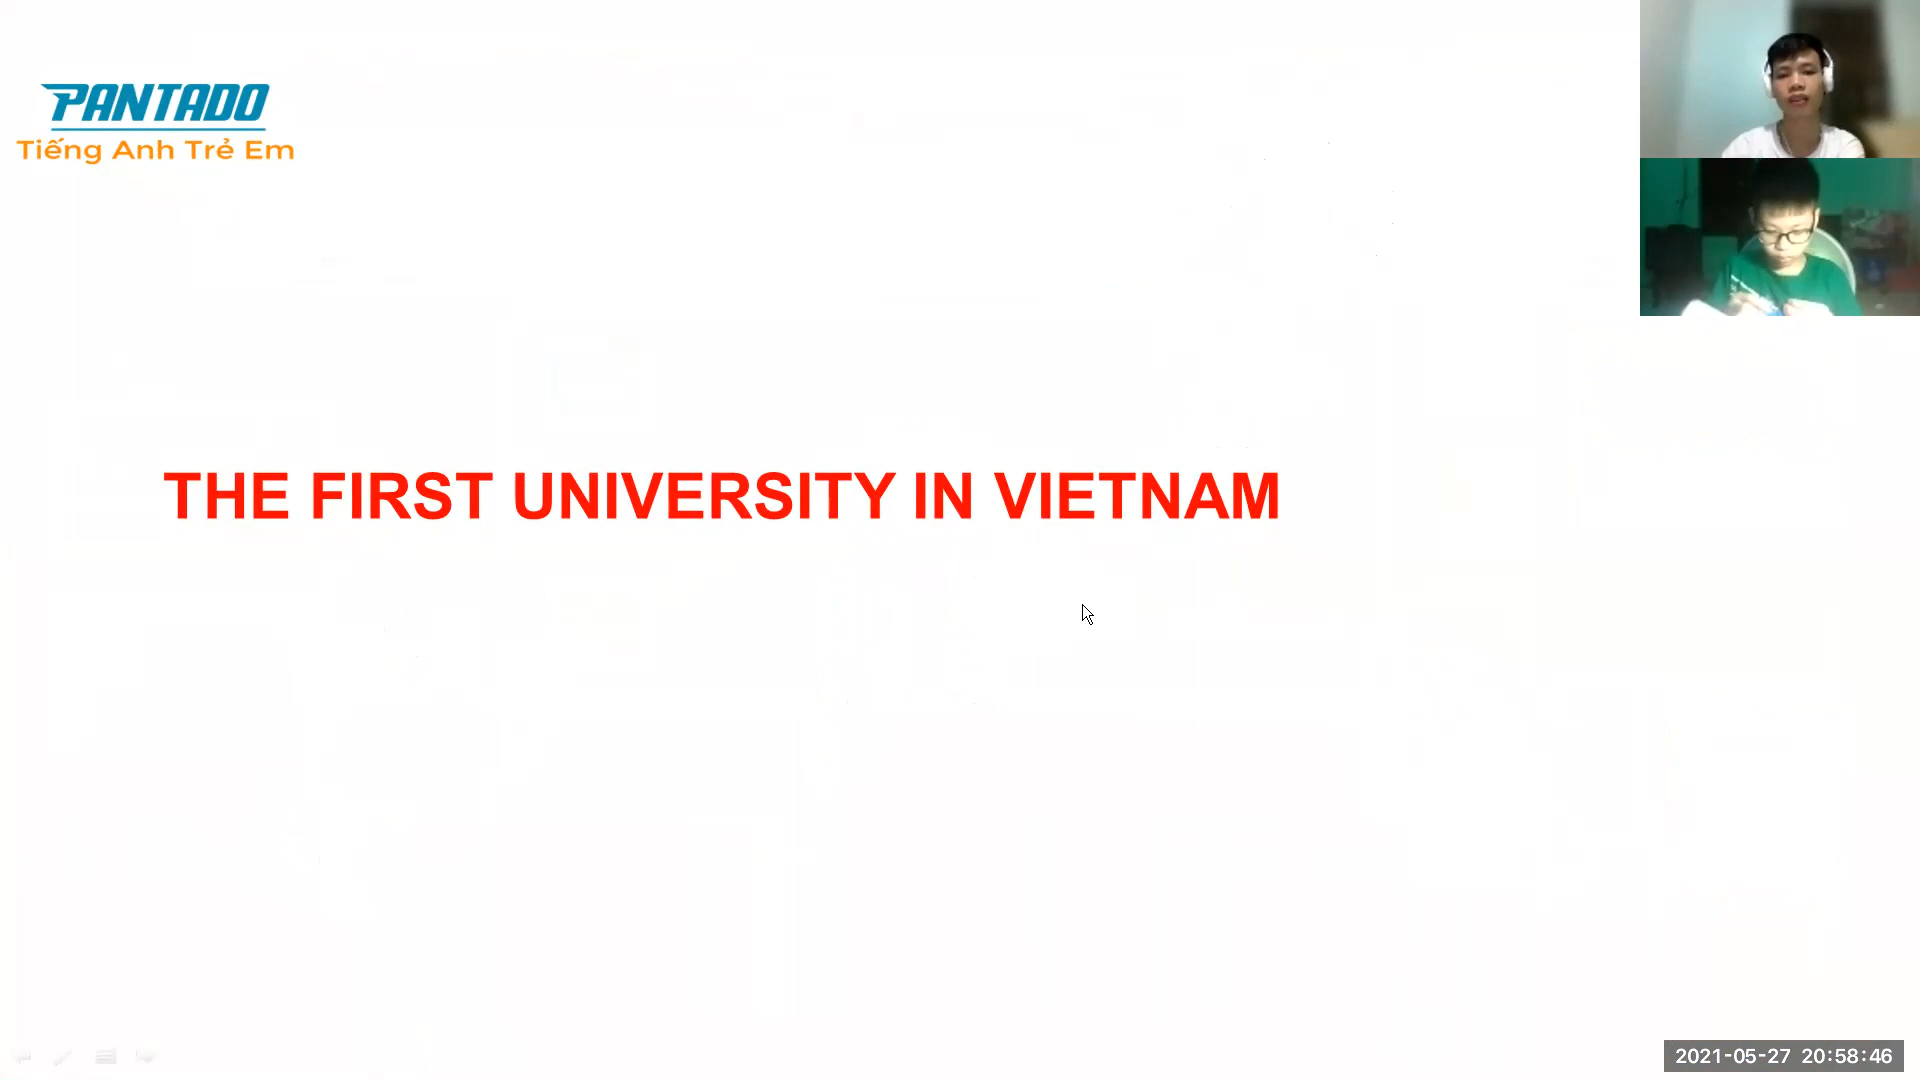 PANTADO
Tiếng Anh Trẻ Em
THE FIRST UNIVERSITY IN VIETNAM
2021-05-27 20:58:46